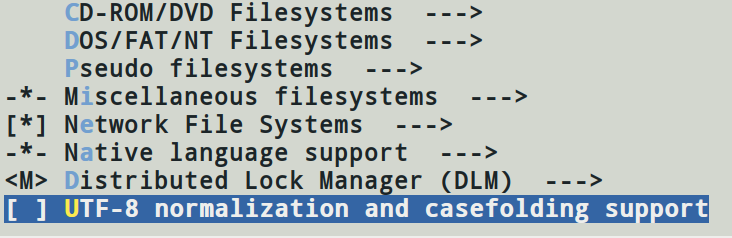 CD-ROM/DVD Filesystems  --->
DOS/FAT/NT Filesystems  --->
Pseudo filesystems  --->
-*- Miscellaneous filesystems  --->
[*] Network File Systems  --->
-*- Native language support  --->
<M> Distributed Lock Manager (DLM)  --->
[ ] UTF-8 normalization and casefolding support